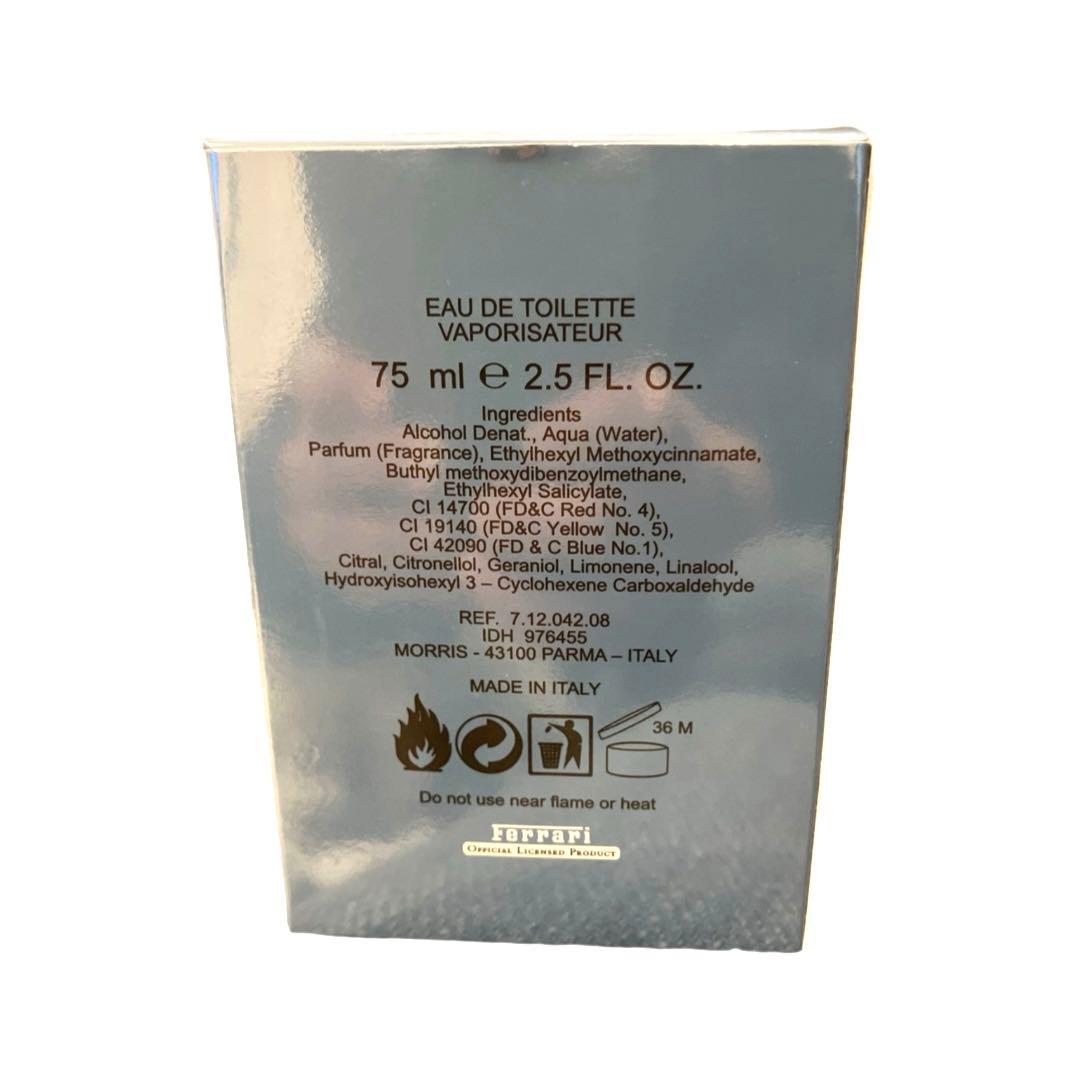 EAU DE TOILETTE
VAPORISATEUR
75 ml ℮ 2.5 FL. OZ.
Ingredients
Alcohol Denat., Aqua (Water),
Parfum (Fragrance), Ethylhexyl Methoxycinnamate,
Buthyl methoxydibenzoylmethane,
Ethylhexyl Salicylate,
CI 14700 (FD&C Red No. 4),
CI 19140 (FD&C Yellow No. 5),
CI 42090 (FD & C Blue No.1),
Citral, Citronellol, Geraniol, Limonene, Linalool,
Hydroxyisohexyl 3 – Cyclohexene Carboxaldehyde
REF. 7.12.042.08
IDH 976455
MORRIS - 43100 PARMA – ITALY
MADE IN ITALY
36 M
Do not use near flame or heat
Ferrari
OFFICIAL LICENSED PRODUCT